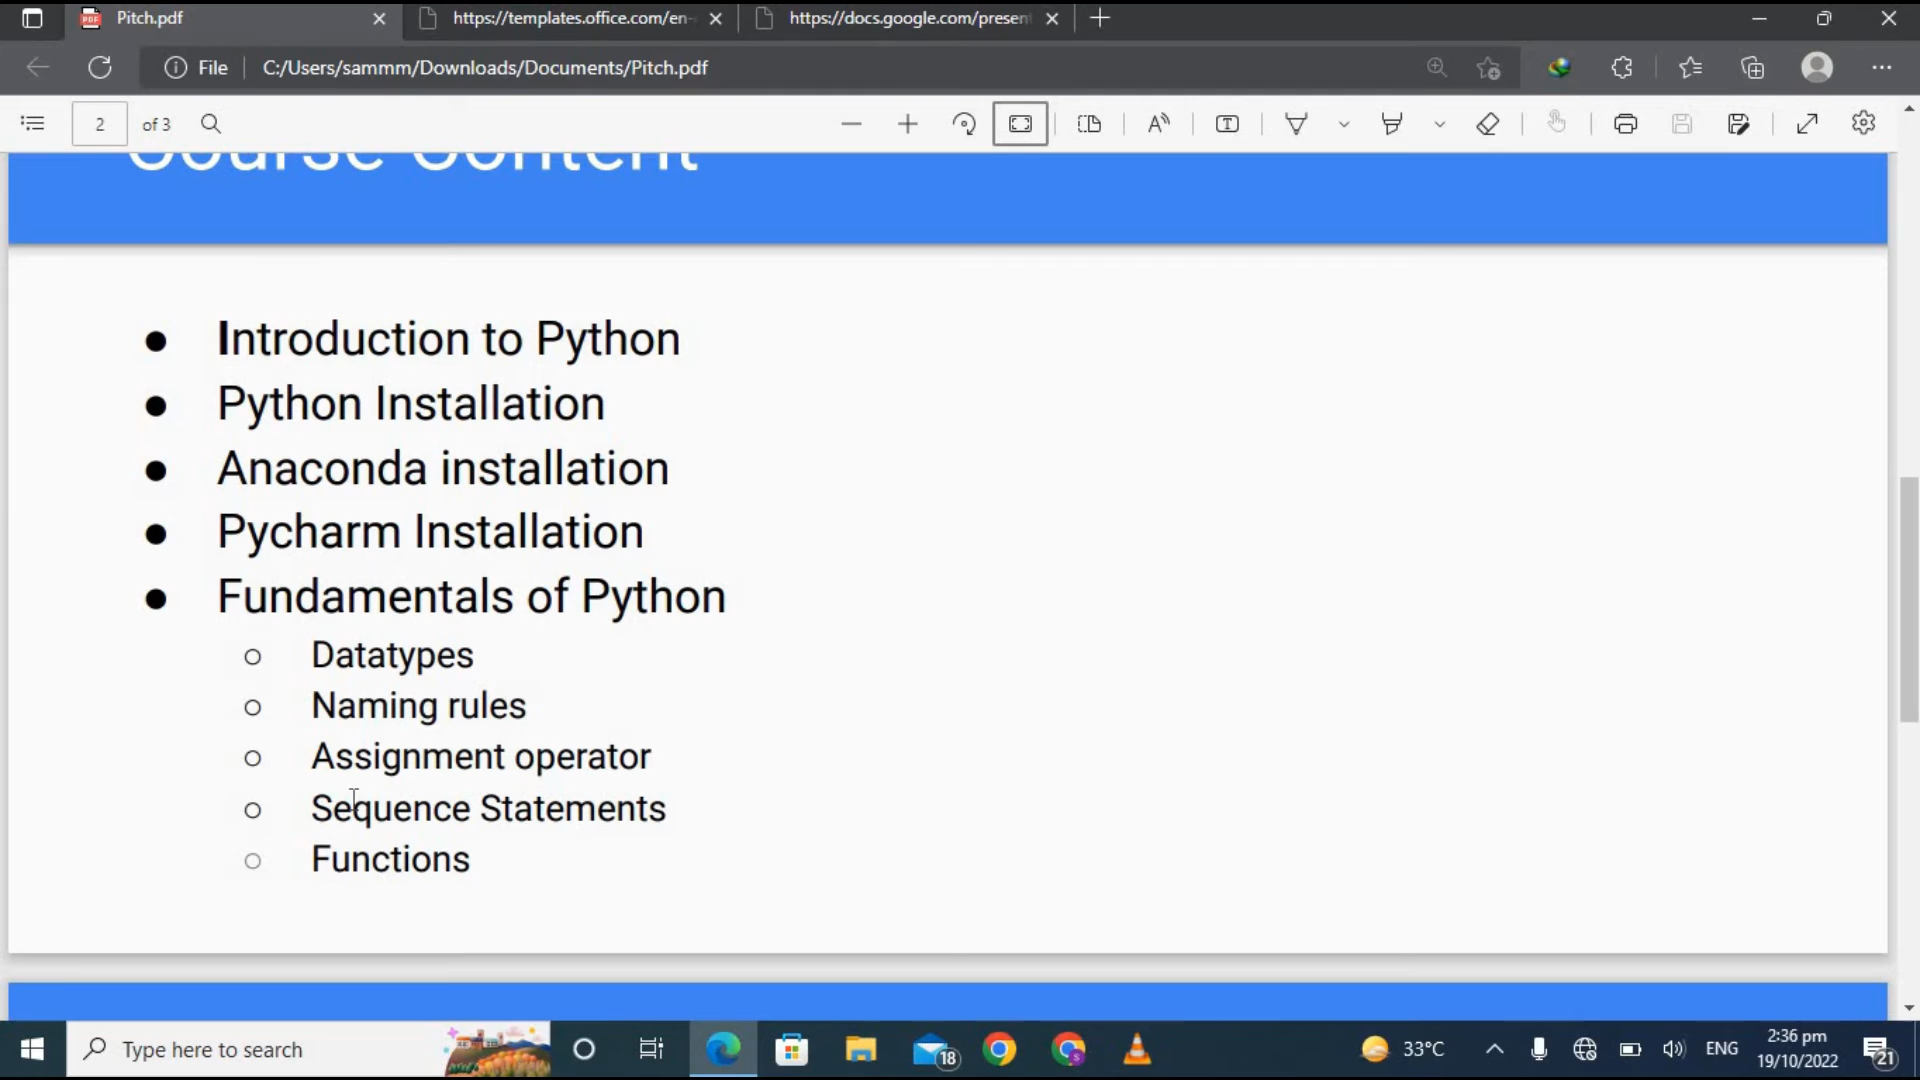 Pitch.pdf
https://templates.office.com/en-
https://docs.google.com/present
File
C:/Users/sammm/Downloads/Documents/Pitch.pdf
2 of 3
Course Content
Introduction to Python
Python Installation
Anaconda installation
Pycharm Installation
Fundamentals of Python
Datatypes
Naming rules
Assignment operator
Sequence Statements
Functions
Type here to search
18
33°C
ENG
2:36 pm
19/10/2022
21